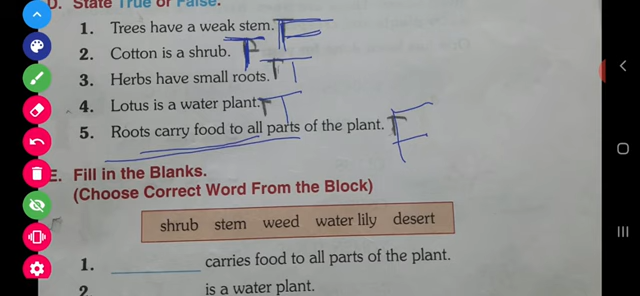 D. State True or False.
1. Trees have a weak stem. F
2. Cotton is a shrub. T
3. Herbs have small roots. T T
4. Lotus is a water plant. T T
5. Roots carry food to all parts of the plant. T F
E. Fill in the Blanks.
(Choose Correct Word From the Block)
shrub stem weed water lily desert
1. carries food to all parts of the plant.
2. is a water plant.